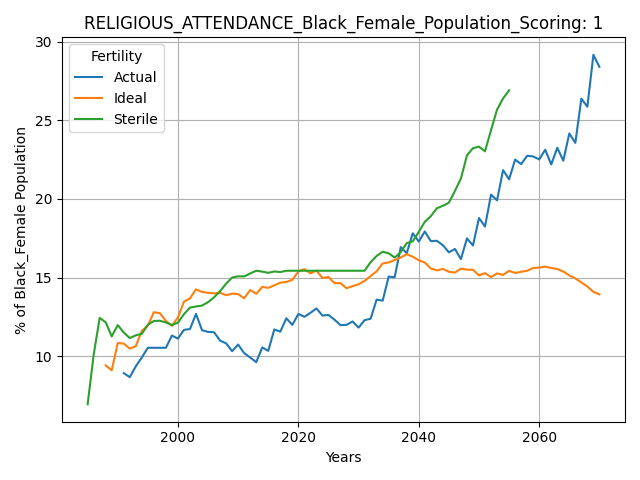 RELIGIOUS_ATTENDANCE_Black_Female_Population_Scoring: 1
30
25
20
15
10
% of Black_Female Population
Fertility
Actual
Ideal
Sterile
2000 2020 2040 2060
Years